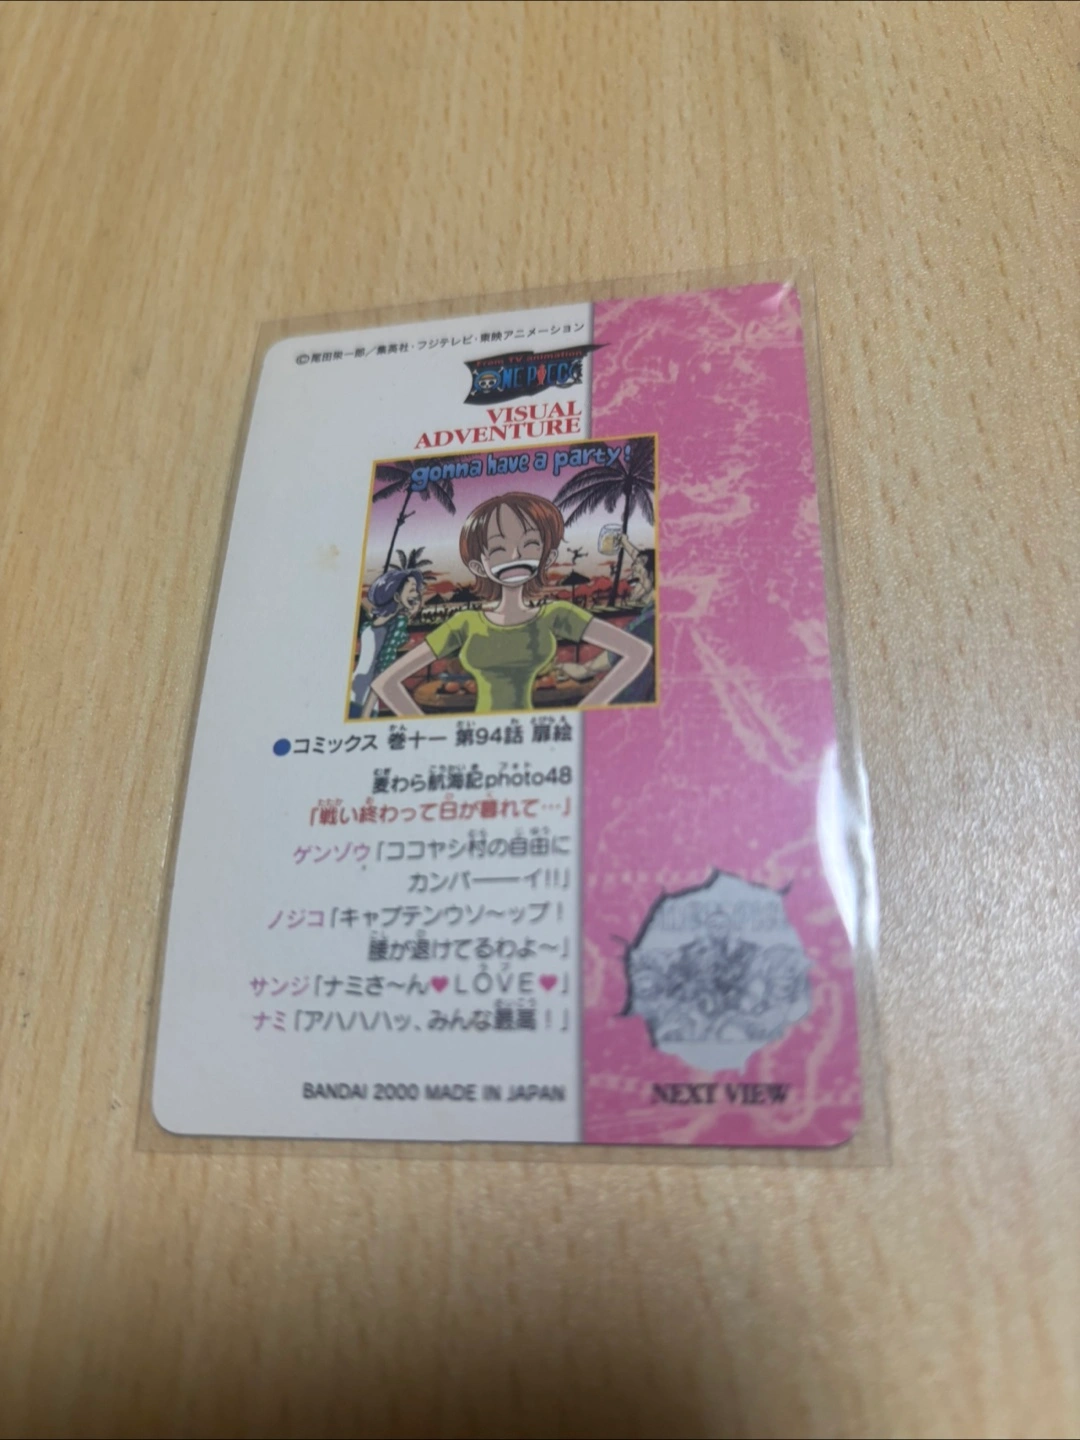 ©尾田栄一郎／集英社・フジテレビ・東映アニメーション
From TV animation
ONE PIECE
VISUAL
ADVENTURE
gonna have a party!
●コミックス 巻十一 第94話 扉絵
麦わら航海記photo48
「戦い終わって日が暮れて…」
ゲンゾウ「ココヤシ村の自由に
カンパーーーイ!!」
ノジコ「キャプテンウソ〜ップ!
腰が退けてるわよ〜」
サンジ「ナミさ〜ん♥LOVE♥」
ナミ「アハハハッ、みんな最高!」
BANDAI 2000 MADE IN JAPAN
NEXT VIEW